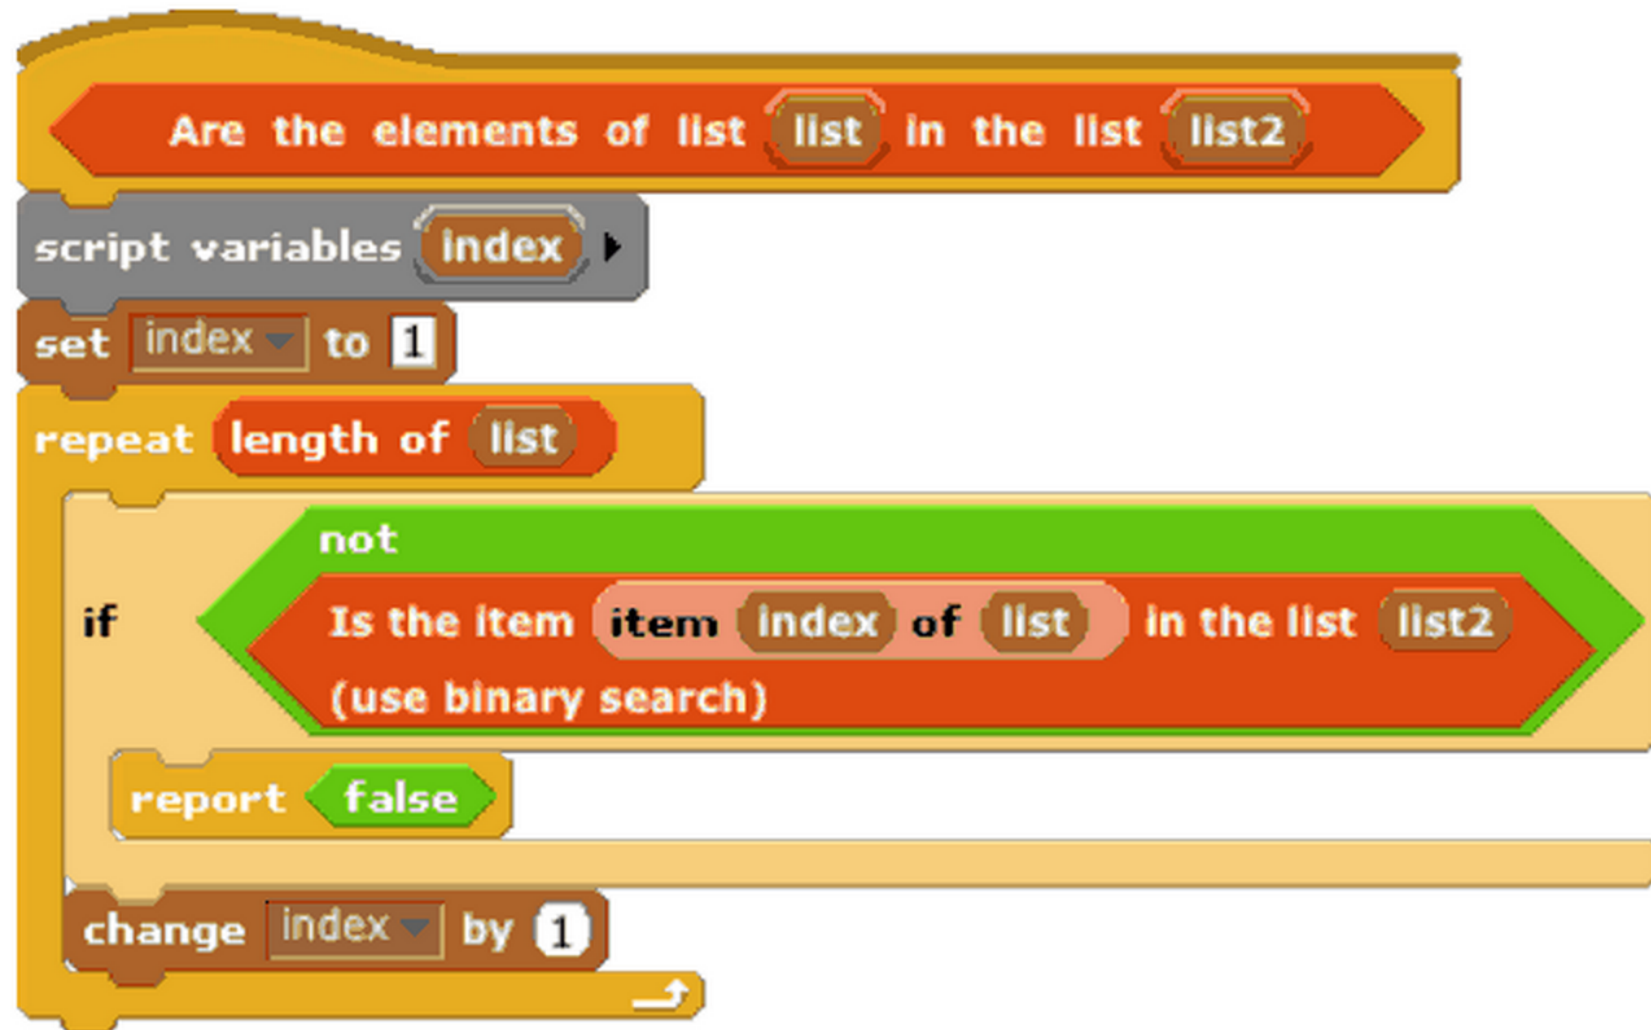 Are the elements of list list in the list list2
script variables index
set index to 1
repeat length of list
not
if Is the item item index of list in the list list2
(use binary search)
report false
change index by 1